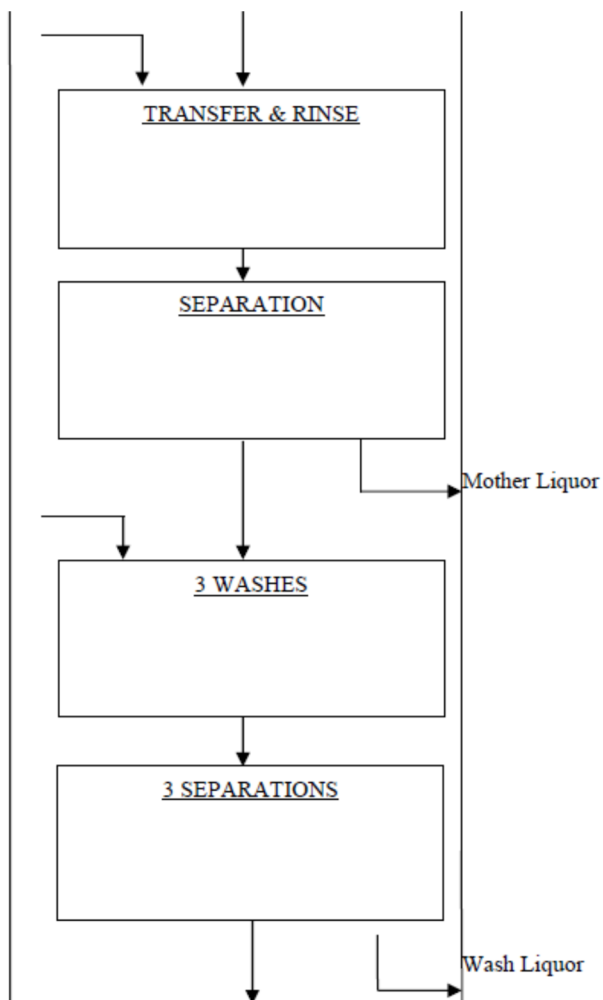 TRANSFER & RINSE
SEPARATION
Mother Liquor
3 WASHES
3 SEPARATIONS
Wash Liquor